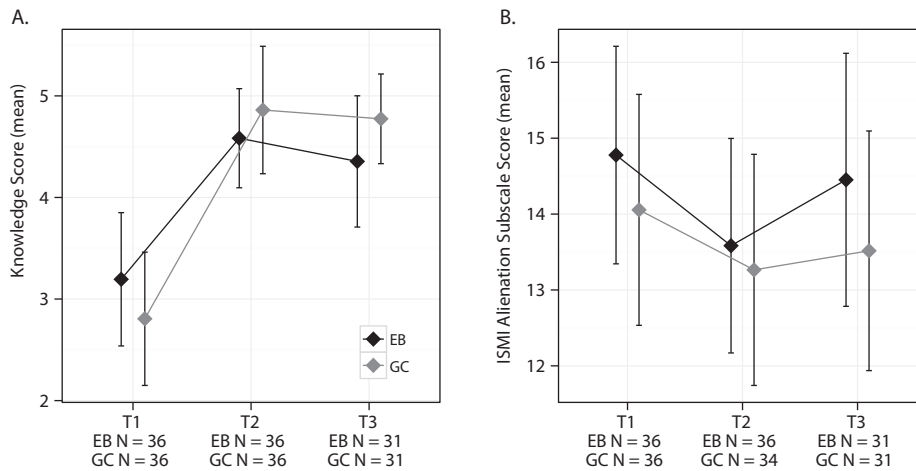 A.
Knowledge Score (mean)
5
4
3
2
EB
GC
T1 T2 T3
EB N = 36 EB N = 36 EB N = 31
GC N = 36 GC N = 36 GC N = 31
B.
ISMI Alienation Subscale Score (mean)
16
15
14
13
12
T1 T2 T3
EB N = 36 EB N = 36 EB N = 31
GC N = 36 GC N = 34 GC N = 31